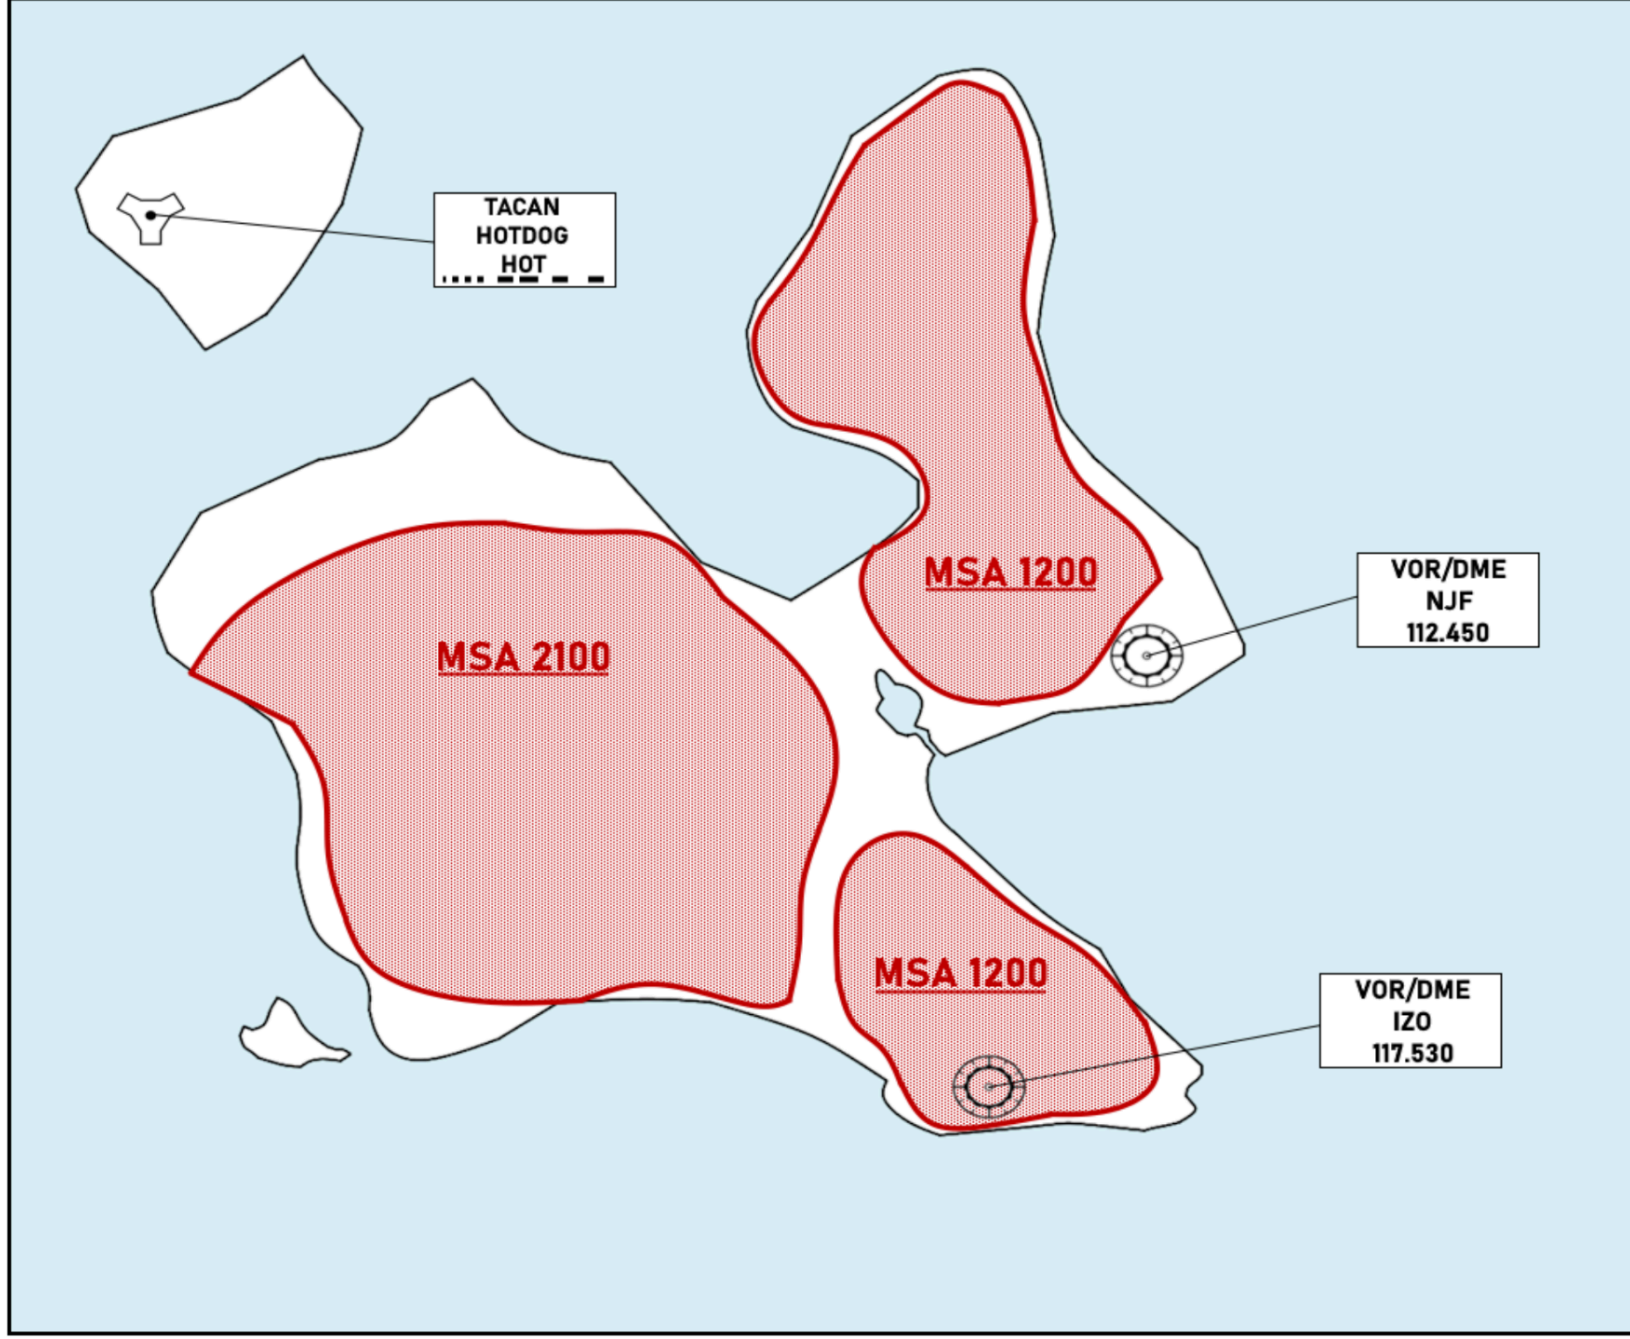 TACAN
HOTDOG
HOT
MSA 1200
VOR/DME
NJF
112.450
MSA 2100
MSA 1200
VOR/DME
IZO
117.530